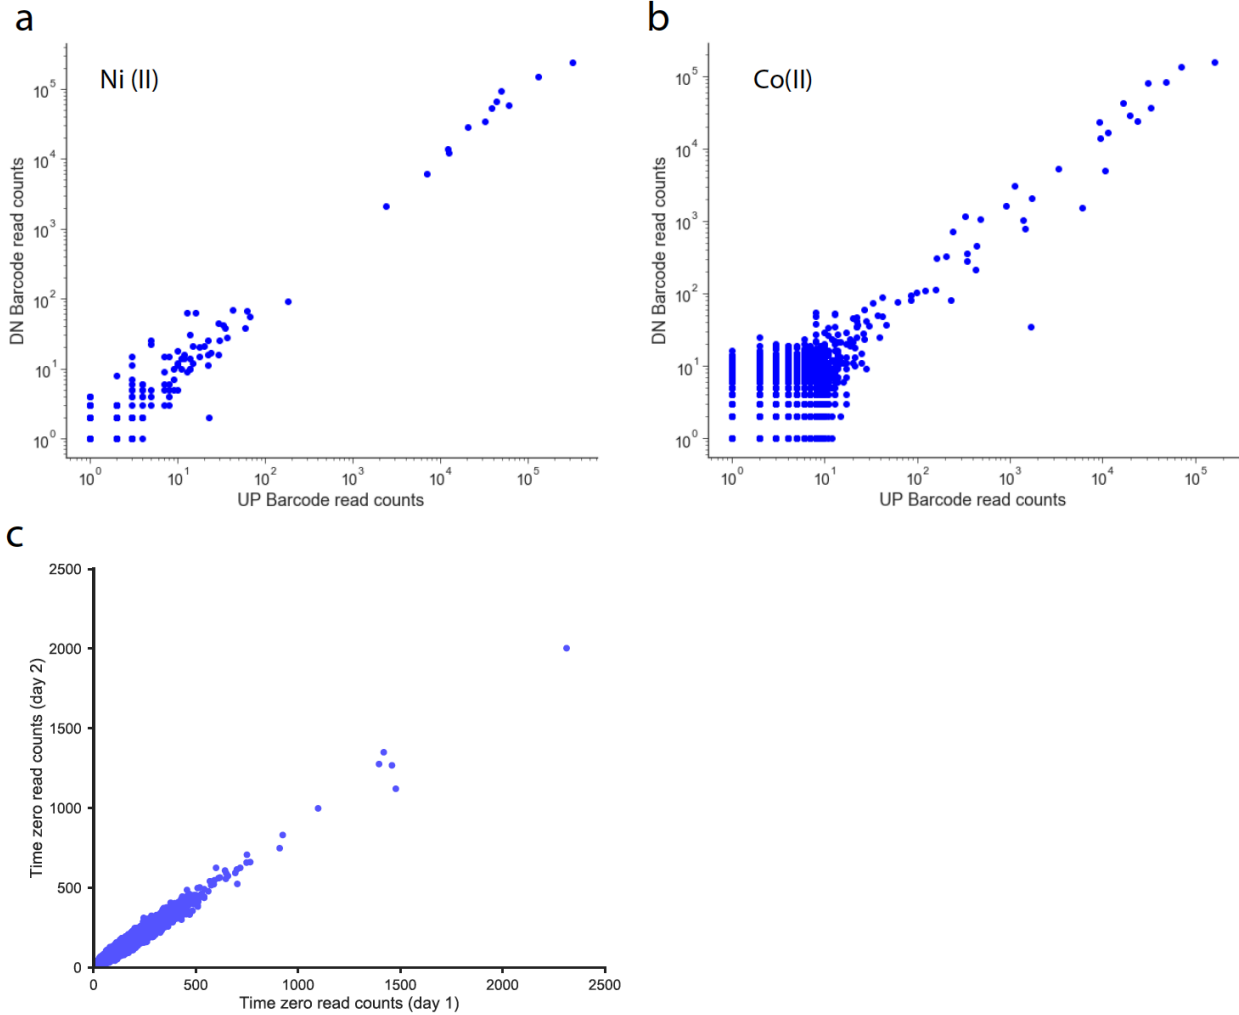 a
Ni (II)
DN Barcode read counts
10^5
10^4
10^3
10^2
10^1
10^0
10^0 10^1 10^2 10^3 10^4 10^5
UP Barcode read counts
b
Co(II)
DN Barcode read counts
10^5
10^4
10^3
10^2
10^1
10^0
10^0 10^1 10^2 10^3 10^4 10^5
UP Barcode read counts
c
Time zero read counts (day 2)
2500
2000
1500
1000
500
0
0 500 1000 1500 2000 2500
Time zero read counts (day 1)